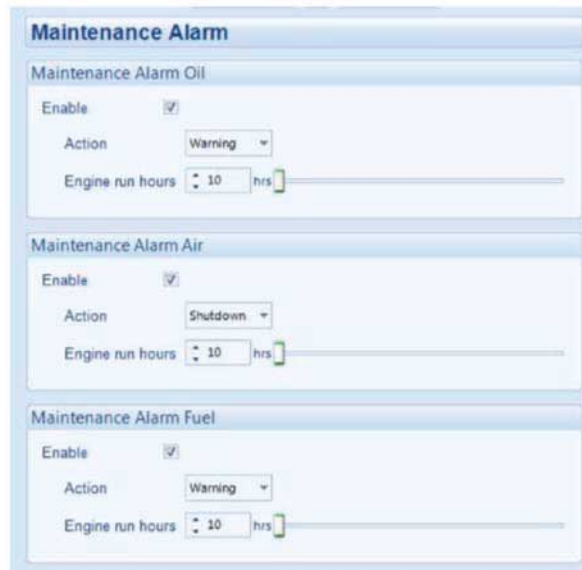 Maintenance Alarm
Maintenance Alarm Oil
Enable
Action Warning
Engine run hours 10 hrs
Maintenance Alarm Air
Enable
Action Shutdown
Engine run hours 10 hrs
Maintenance Alarm Fuel
Enable
Action Warning
Engine run hours 10 hrs